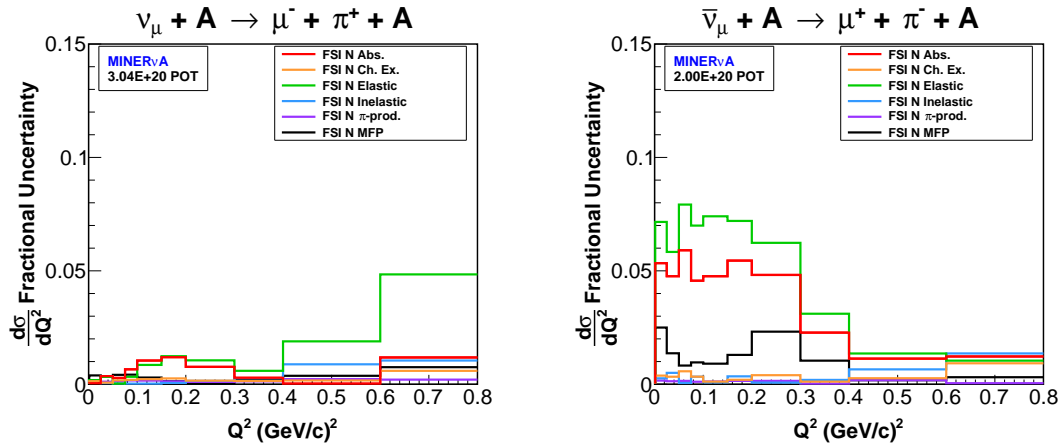 ν_μ + A → μ⁻ + π⁺ + A
0.15
0.1
0.05
0
dσ/dQ² Fractional Uncertainty
MINERνA
3.04E+20 POT
FSI N Abs.
FSI N Ch. Ex.
FSI N Elastic
FSI N Inelastic
FSI N π-prod.
FSI N MFP
0 0.1 0.2 0.3 0.4 0.5 0.6 0.7 0.8
Q² (GeV/c)²
ν̄_μ + A → μ⁺ + π⁻ + A
0.15
0.1
0.05
0
dσ/dQ² Fractional Uncertainty
MINERνA
2.00E+20 POT
FSI N Abs.
FSI N Ch. Ex.
FSI N Elastic
FSI N Inelastic
FSI N π-prod.
FSI N MFP
0 0.1 0.2 0.3 0.4 0.5 0.6 0.7 0.8
Q² (GeV/c)²